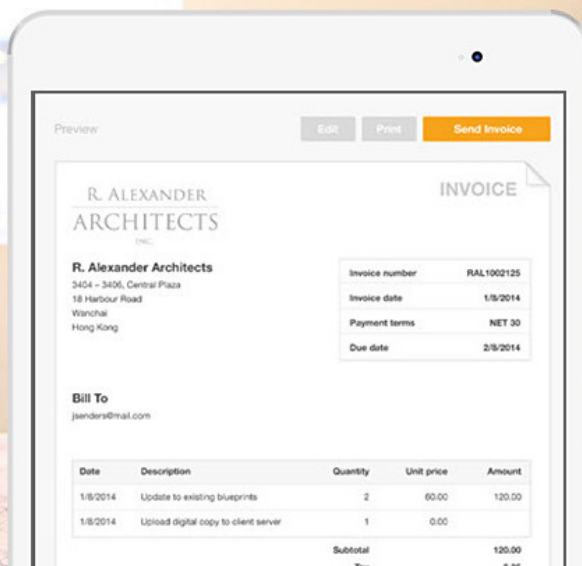 Preview Edit Print Send Invoice
R. ALEXANDER
ARCHITECTS
INC.
INVOICE
R. Alexander Architects
3404 – 3406, Central Plaza
18 Harbour Road
Wanchai
Hong Kong
Invoice number RAL1002125
Invoice date 1/8/2014
Payment terms NET 30
Due date 2/8/2014
Bill To
jsenders@mail.com
Date Description Quantity Unit price Amount
1/8/2014 Update to existing blueprints 2 60.00 120.00
1/8/2014 Upload digital copy to client server 1 0.00
Subtotal 120.00